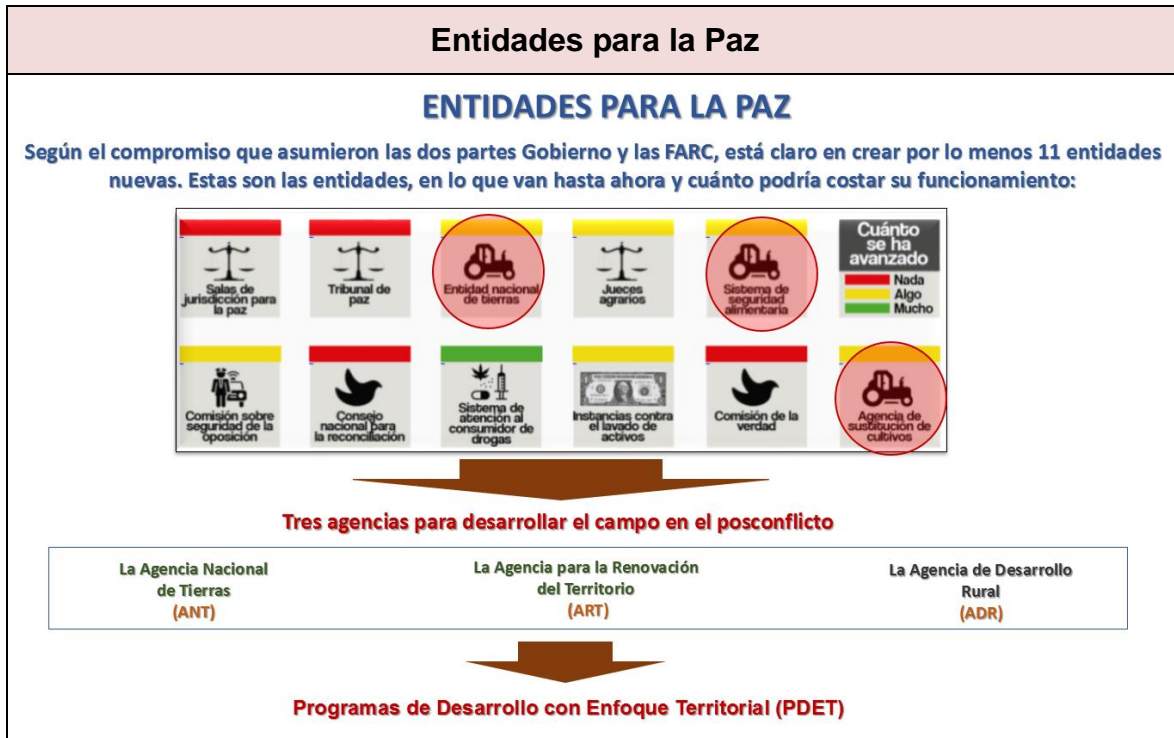 Entidades para la Paz
ENTIDADES PARA LA PAZ
Según el compromiso que asumieron las dos partes Gobierno y las FARC, está claro en crear por lo menos 11 entidades
nuevas. Estas son las entidades, en lo que van hasta ahora y cuánto podría costar su funcionamiento:
Salas de
jurisdicción para
la paz
Tribunal de
paz
Entidad nacional
de tierras
Jueces
agrarios
Sistema de
seguridad
alimentaria
Cuánto
se ha
avanzado
Nada
Algo
Mucho
Comisión sobre
seguridad de la
oposición
Consejo
nacional para
la reconciliación
Sistema de
atención al
consumidor de
drogas
Instancias contra
el lavado de
activos
Comisión de la
verdad
Agencia de
sustitución de
cultivos
Tres agencias para desarrollar el campo en el posconflicto
La Agencia Nacional
de Tierras
(ANT)
La Agencia para la Renovación
del Territorio
(ART)
La Agencia de Desarrollo
Rural
(ADR)
Programas de Desarrollo con Enfoque Territorial (PDET)